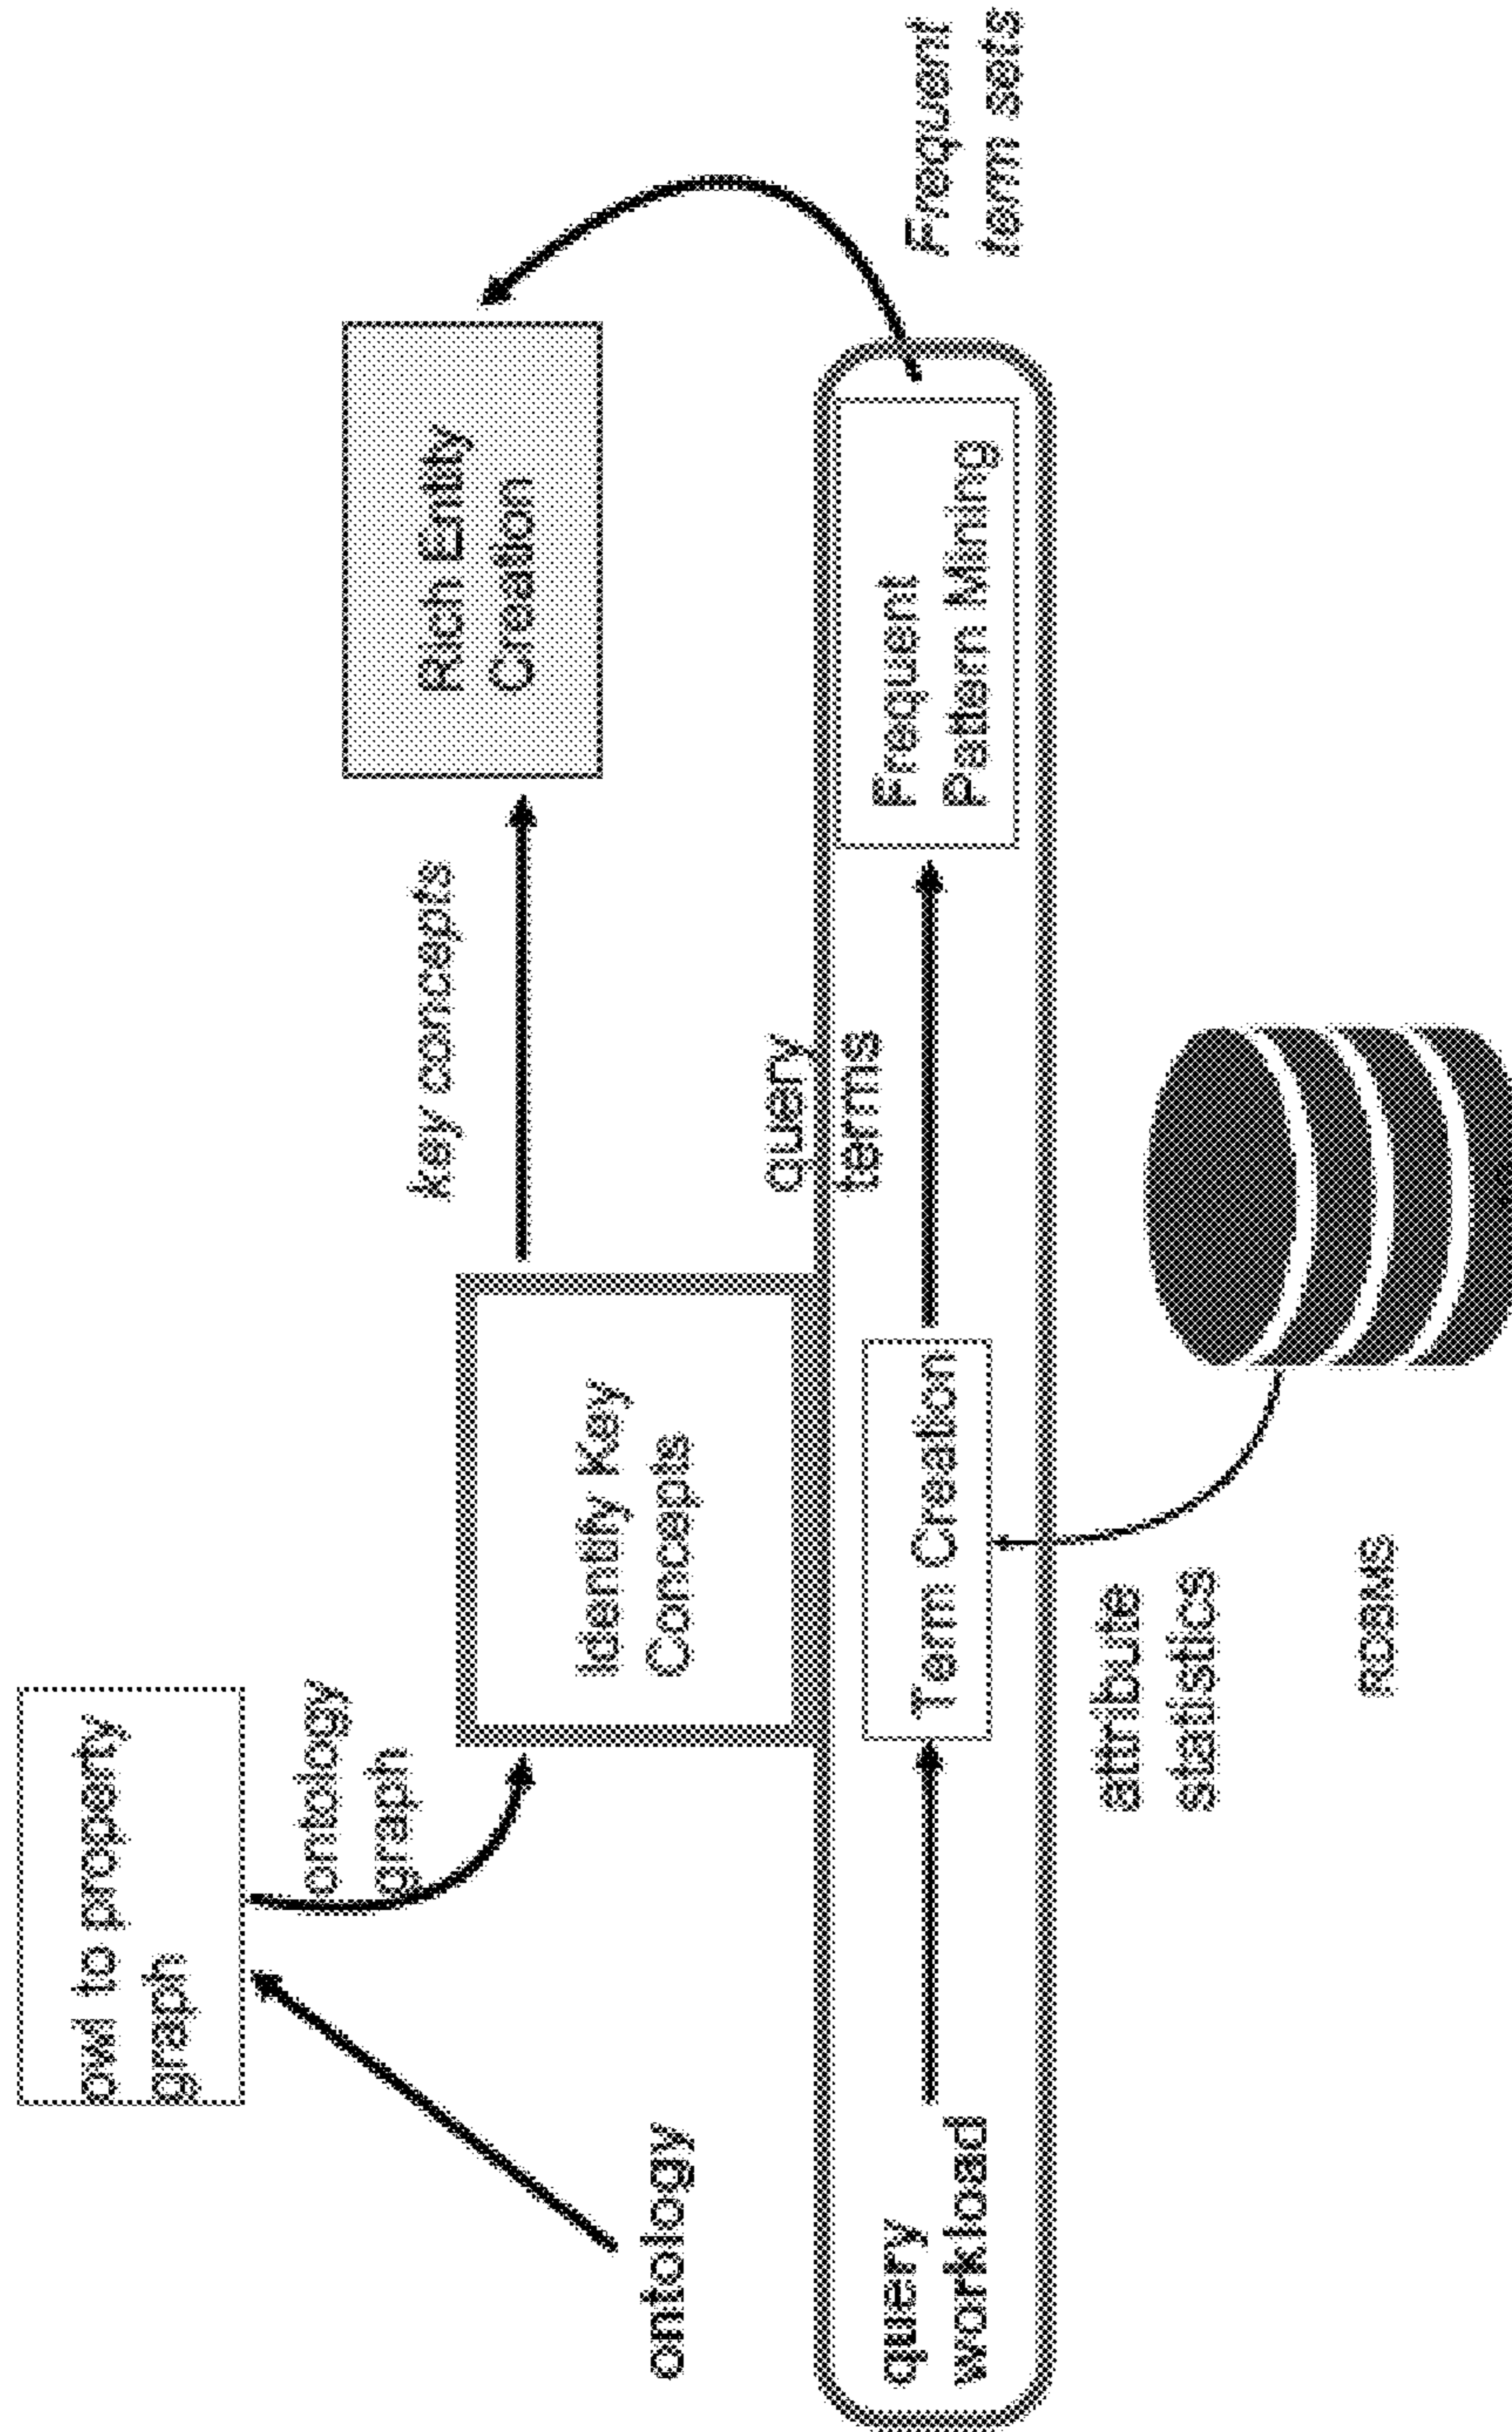 owl to property
graph
ontology
graph
ontology
Identify Key
Concepts
key concepts
Rich Entity
Creation
query
workload
Term Creation
query
terms
Frequent
Pattern Mining
Frequent
term sets
attribute
statistics
RDBMS